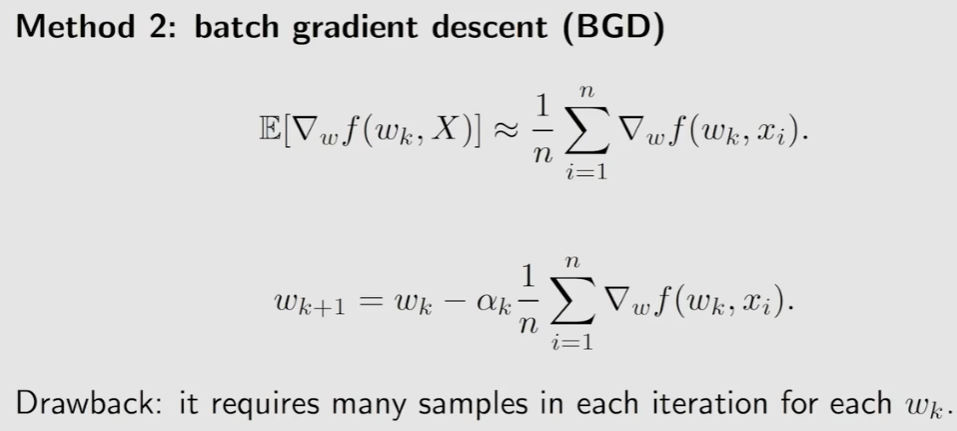 Method 2: batch gradient descent (BGD)
$\mathbb{E}[\nabla_w f(w_k, X)] \approx \frac{1}{n} \sum_{i=1}^{n} \nabla_w f(w_k, x_i).$
$w_{k+1} = w_k - \alpha_k \frac{1}{n} \sum_{i=1}^{n} \nabla_w f(w_k, x_i).$
Drawback: it requires many samples in each iteration for each $w_k$.